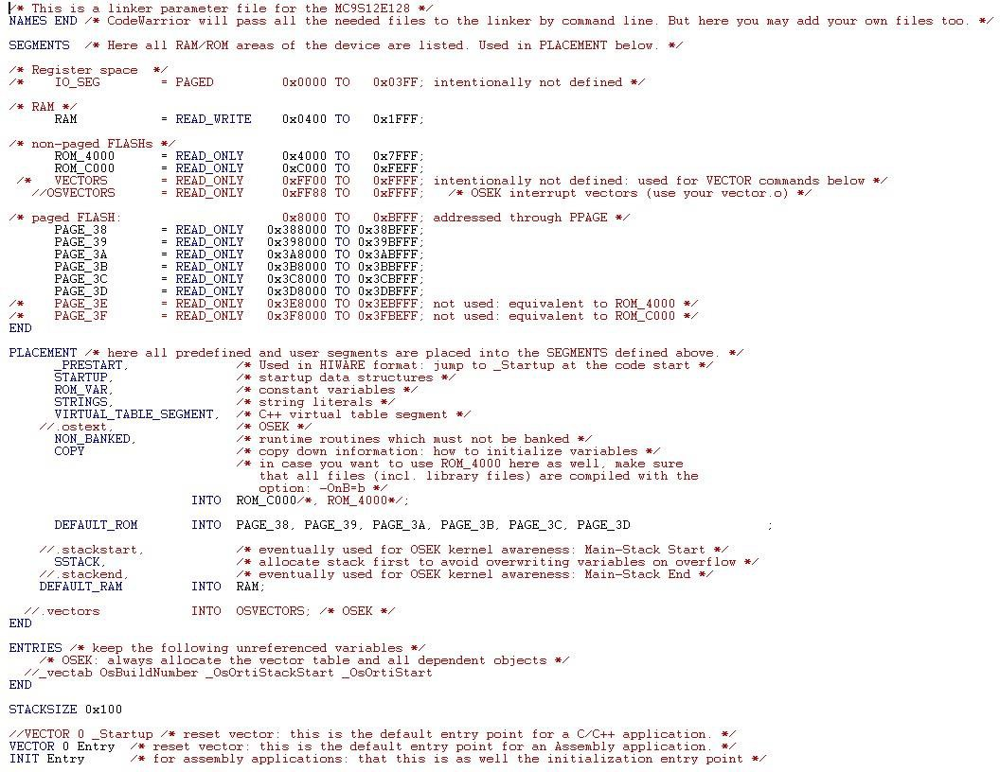 /* This is a linker parameter file for the MC9S12E128 */
NAMES END /* CodeWarrior will pass all the needed files to the linker by command line. But here you may add your own files too. */

SEGMENTS  /* Here all RAM/ROM areas of the device are listed. Used in PLACEMENT below. */

/* Register space  */
/*    IO_SEG        = PAGED         0x0000 TO   0x03FF; intentionally not defined */

/* RAM */
      RAM           = READ_WRITE    0x0400 TO   0x1FFF;

/* non-paged FLASHs */
      ROM_4000      = READ_ONLY     0x4000 TO   0x7FFF;
      ROM_C000      = READ_ONLY     0xC000 TO   0xFEFF;
 /*   VECTORS       = READ_ONLY     0xFF00 TO   0xFFFF; intentionally not defined: used for VECTOR commands below */
   //OSVECTORS      = READ_ONLY     0xFF88 TO   0xFFFF;   /* OSEK interrupt vectors (use your vector.o) */

/* paged FLASH:                     0x8000 TO   0xBFFF; addressed through PPAGE */
      PAGE_38       = READ_ONLY   0x388000 TO 0x38BFFF;
      PAGE_39       = READ_ONLY   0x398000 TO 0x39BFFF;
      PAGE_3A       = READ_ONLY   0x3A8000 TO 0x3ABFFF;
      PAGE_3B       = READ_ONLY   0x3B8000 TO 0x3BBFFF;
      PAGE_3C       = READ_ONLY   0x3C8000 TO 0x3CBFFF;
      PAGE_3D       = READ_ONLY   0x3D8000 TO 0x3DBFFF;
/*    PAGE_3E       = READ_ONLY   0x3E8000 TO 0x3EBFFF; not used: equivalent to ROM_4000 */
/*    PAGE_3F       = READ_ONLY   0x3F8000 TO 0x3FBEFF; not used: equivalent to ROM_C000 */
END

PLACEMENT /* here all predefined and user segments are placed into the SEGMENTS defined above. */
      _PRESTART,              /* Used in HIWARE format: jump to _Startup at the code start */
      STARTUP,                /* startup data structures */
      ROM_VAR,                /* constant variables */
      STRINGS,                /* string literals */
      VIRTUAL_TABLE_SEGMENT,  /* C++ virtual table segment */
    //.ostext,                /* OSEK */
      NON_BANKED,             /* runtime routines which must not be banked */
      COPY                    /* copy down information: how to initialize variables */
                              /* in case you want to use ROM_4000 here as well, make sure
                                 that all files (incl. library files) are compiled with the
                                 option: -OnB=b */
                        INTO  ROM_C000/*, ROM_4000*/;

      DEFAULT_ROM       INTO  PAGE_38, PAGE_39, PAGE_3A, PAGE_3B, PAGE_3C, PAGE_3D                  ;

    //.stackstart,            /* eventually used for OSEK kernel awareness: Main-Stack Start */
      SSTACK,                 /* allocate stack first to avoid overwriting variables on overflow */
    //.stackend,              /* eventually used for OSEK kernel awareness: Main-Stack End */
    DEFAULT_RAM         INTO  RAM;

  //.vectors            INTO  OSVECTORS; /* OSEK */
END

ENTRIES /* keep the following unreferenced variables */
    /* OSEK: always allocate the vector table and all dependent objects */
  //_vectab OsBuildNumber _OsOrtiStackStart _OsOrtiStart
END

STACKSIZE 0x100

//VECTOR 0 _Startup /* reset vector: this is the default entry point for a C/C++ application. */
VECTOR 0 Entry  /* reset vector: this is the default entry point for an Assembly application. */
INIT Entry      /* for assembly applications: that this is as well the initialization entry point */